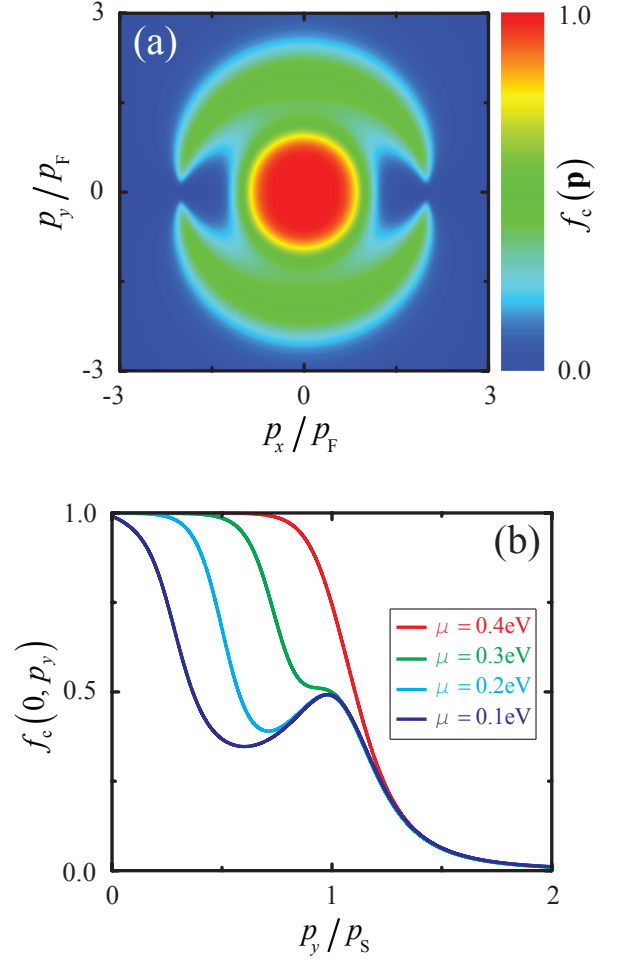 (a)
3
0
-3
p_y / p_F
-3
0
3
p_x / p_F
1.0
0.0
f_c (p)
(b)
1.0
0.5
0.0
f_c (0, p_y)
μ = 0.4eV
μ = 0.3eV
μ = 0.2eV
μ = 0.1eV
0
1
2
p_y / p_S